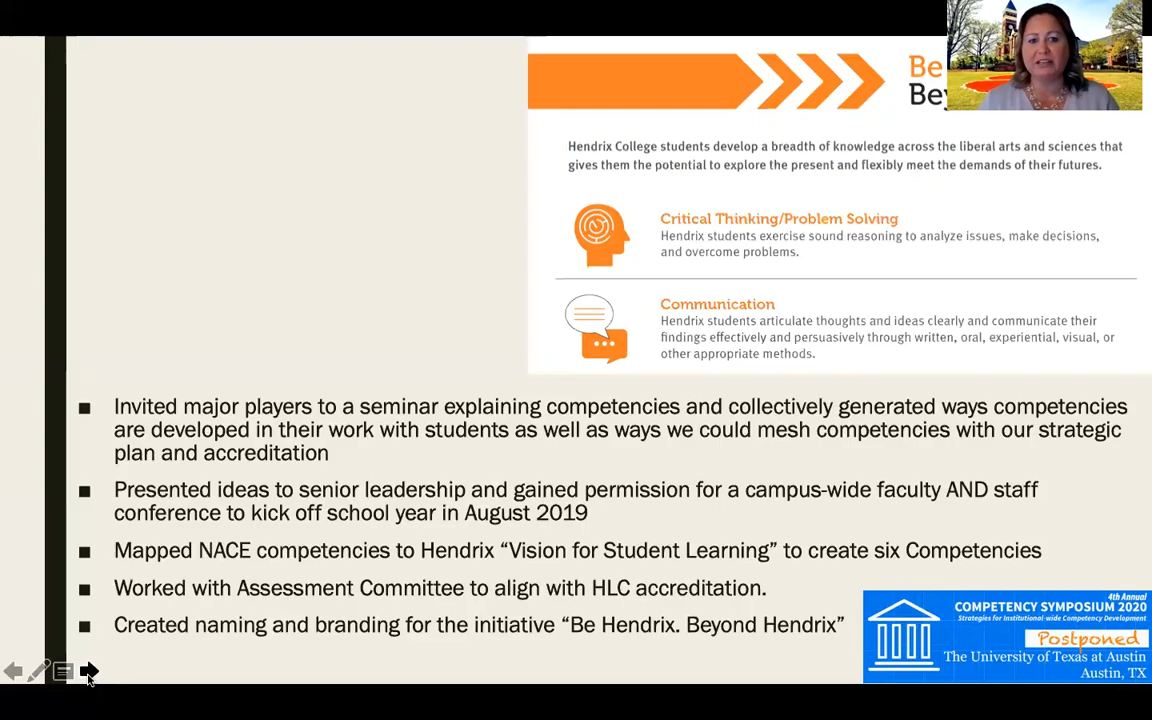 Be
Bey
Hendrix College students develop a breadth of knowledge across the liberal arts and sciences that
gives them the potential to explore the present and flexibly meet the demands of their futures.
Critical Thinking/Problem Solving
Hendrix students exercise sound reasoning to analyze issues, make decisions,
and overcome problems.
Communication
Hendrix students articulate thoughts and ideas clearly and communicate their
findings effectively and persuasively through written, oral, experiential, visual, or
other appropriate methods.
■ Invited major players to a seminar explaining competencies and collectively generated ways competencies
are developed in their work with students as well as ways we could mesh competencies with our strategic
plan and accreditation
■ Presented ideas to senior leadership and gained permission for a campus-wide faculty AND staff
conference to kick off school year in August 2019
■ Mapped NACE competencies to Hendrix “Vision for Student Learning” to create six Competencies
■ Worked with Assessment Committee to align with HLC accreditation.
■ Created naming and branding for the initiative “Be Hendrix. Beyond Hendrix”
4th Annual
COMPETENCY SYMPOSIUM 2020
Strategies for Institutional-wide Competency Development
Postponed
The University of Texas at Austin
Austin, TX